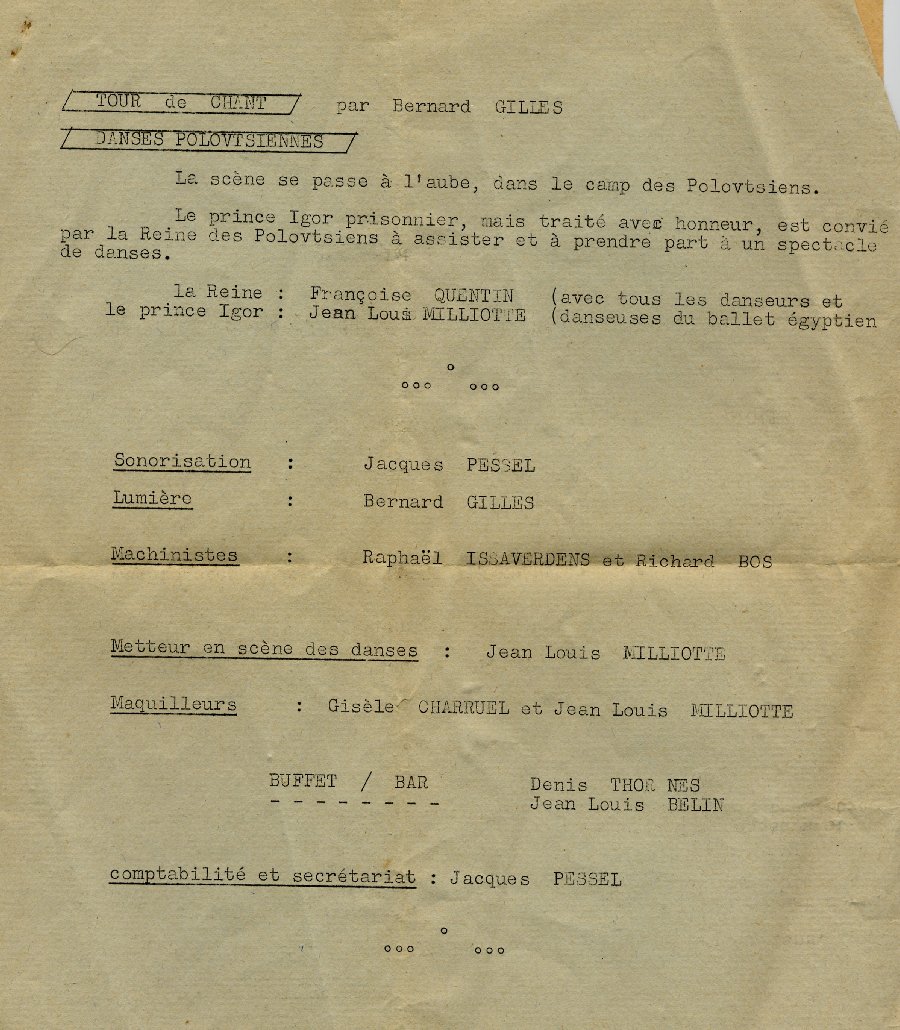 TOUR de CHANT par Bernard GILLES
DANSES POLOVTSIENNES
La scène se passe à l'aube, dans le camp des Polovtsiens.
Le prince Igor prisonnier, mais traité avec honneur, est convié
par la Reine des Polovtsiens à assister et à prendre part à un spectacle
de danses.
la Reine : Françoise QUENTIN (avec tous les danseurs et
le prince Igor : Jean Loui MILLIOTTE (danseuses du ballet égyptien
o
ooo ooo
Sonorisation : Jacques PESSEL
Lumière : Bernard GILLES
Machinistes : Raphaël ISSAVERDENS et Richard BOS
Metteur en scène des danses : Jean Louis MILLIOTTE
Maquilleurs : Gisèle CHARRUEL et Jean Louis MILLIOTTE
BUFFET / BAR Denis THOR NES
- - - - - - - - Jean Louis BELIN
comptabilité et secrétariat : Jacques PESSEL
o
ooo ooo